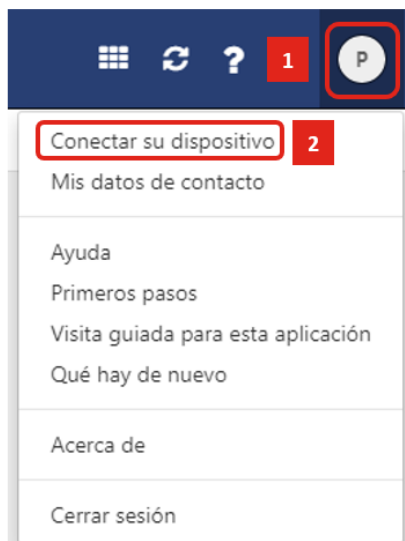 ?
1
P
Conectar su dispositivo
2
Mis datos de contacto
Ayuda
Primeros pasos
Visita guiada para esta aplicación
Qué hay de nuevo
Acerca de
Cerrar sesión